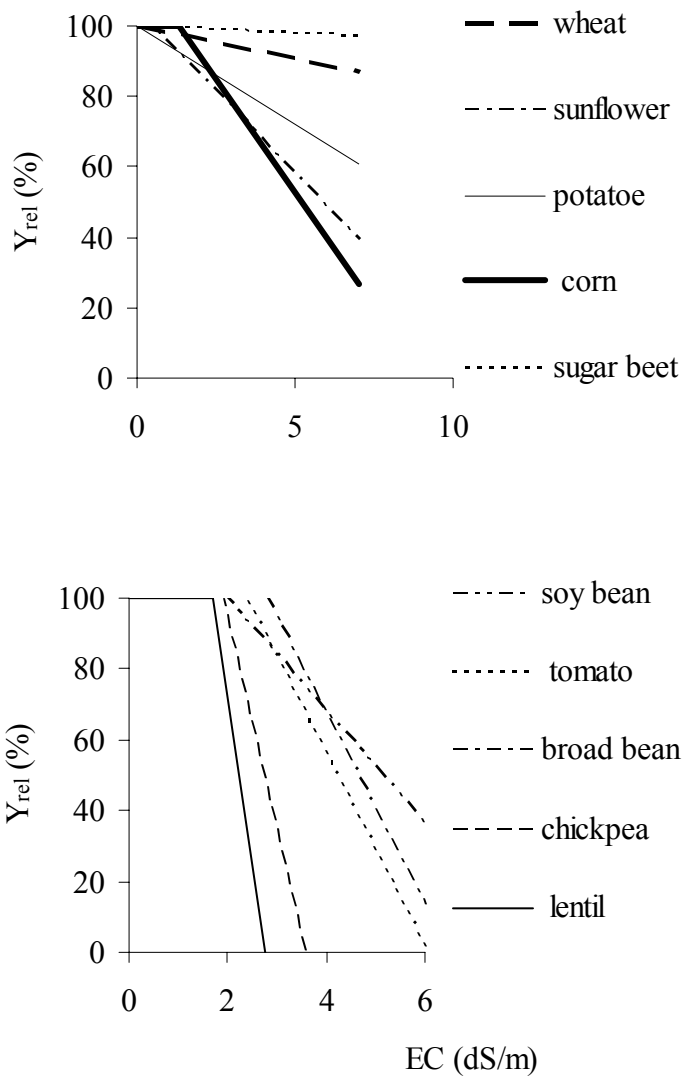 100
80
60
40
20
0
Yrel (%)
0 5 10
wheat
sunflower
potatoe
corn
sugar beet
100
80
60
40
20
0
Yrel (%)
0 2 4 6
EC (dS/m)
soy bean
tomato
broad bean
chickpea
lentil